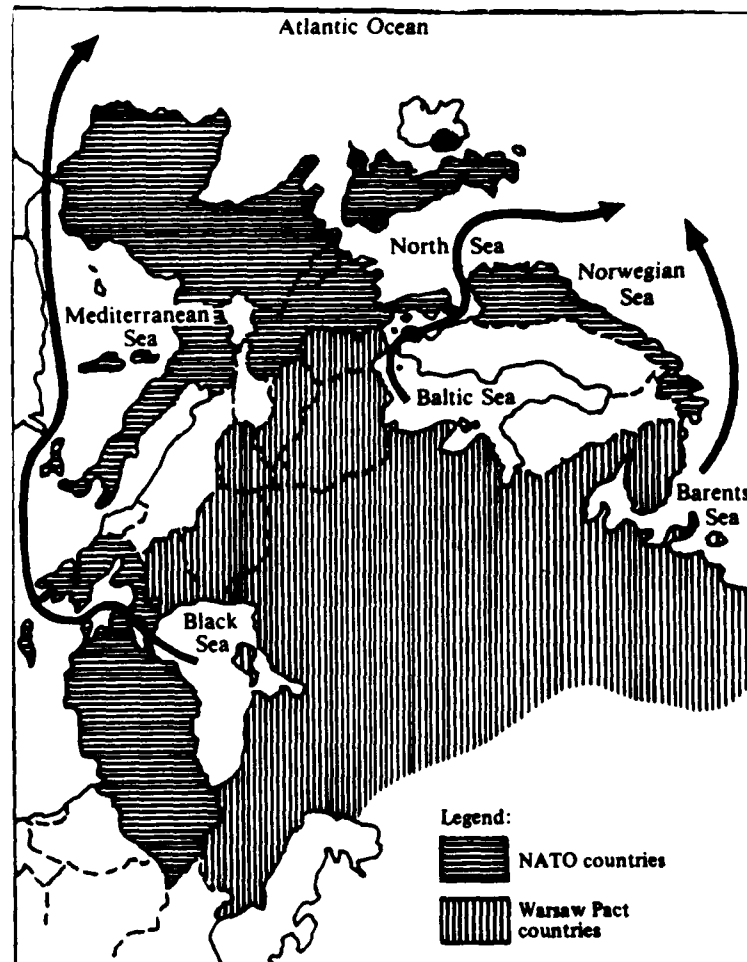 Atlantic Ocean
North Sea
Norwegian
Sea
Mediterranean
Sea
Baltic Sea
Barents
Sea
Black
Sea
Legend:
NATO countries
Warsaw Pact
countries